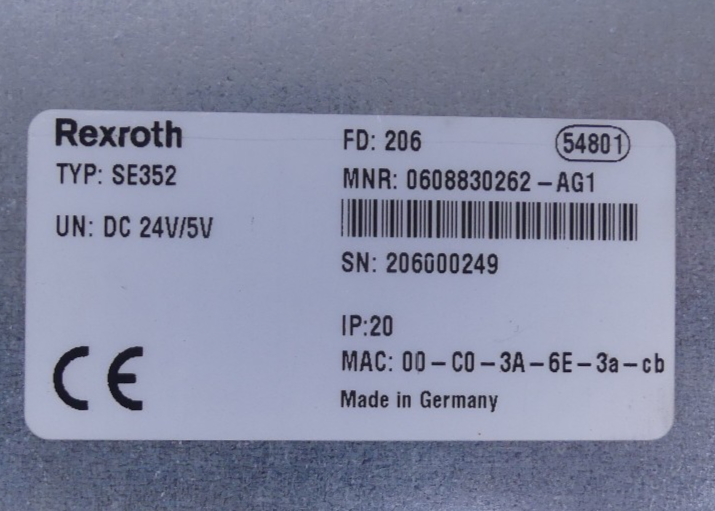 Rexroth
TYP: SE352
UN: DC 24V/5V
FD: 206 54801
MNR: 0608830262-AG1
SN: 206000249
IP:20
MAC: 00-C0-3A-6E-3a-cb
Made in Germany
CE